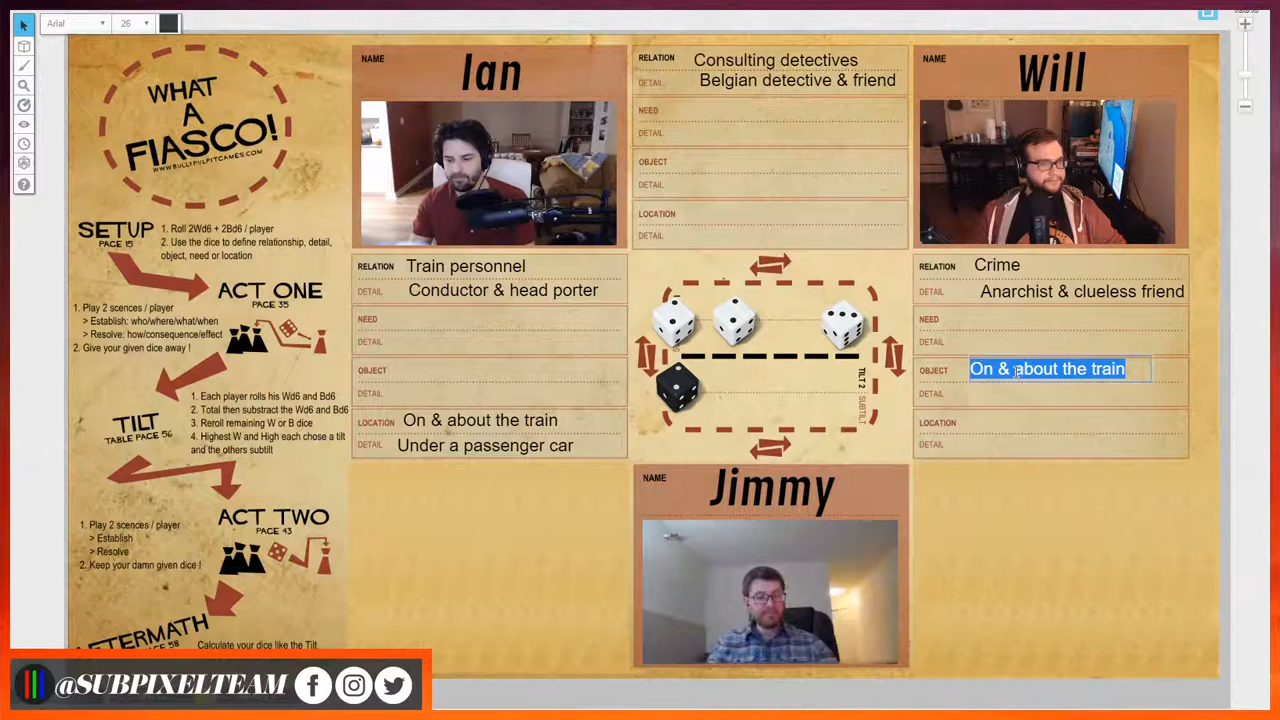 Arial
26
WHAT
A
FIASCO!
WWW.BULLYPULPITGAMES.COM
SETUP
PAGE 15
1. Roll 2Wd6 + 2Bd6 / player
2. Use the dice to define relationship, detail,
object, need or location
ACT ONE
PAGE 35
1. Play 2 scences / player
> Establish: who/where/what/when
> Resolve: how/consequence/effect
2. Give your given dice away !
TILT
TABLE PAGE 56
1. Each player rolls his Wd6 and Bd6
2. Total then substract the Wd6 and Bd6
3. Reroll remaining W or B dice
4. Highest W and High each chose a tilt
and the others subtilt
ACT TWO
PAGE 43
1. Play 2 scences / player
> Establish
> Resolve
2. Keep your damn given dice !
AFTERMATH
Calculate your dice like the Tilt
NAME
Ian
RELATION Train personnel
DETAIL Conductor & head porter
NEED
DETAIL
OBJECT
DETAIL
LOCATION On & about the train
DETAIL Under a passenger car
RELATION Consulting detectives
DETAIL Belgian detective & friend
NEED
DETAIL
OBJECT
DETAIL
LOCATION
DETAIL
TILT 2
SUBTILT
NAME
Jimmy
NAME
Will
RELATION Crime
DETAIL Anarchist & clueless friend
NEED
DETAIL
OBJECT On & about the train
DETAIL
LOCATION
DETAIL
@SUBPIXELTEAM